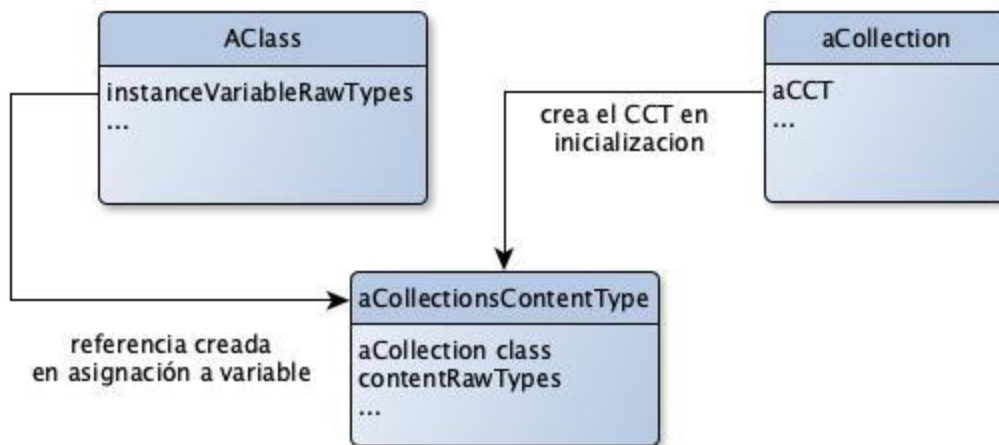 AClass
instanceVariableRawTypes
...
aCollection
aCCT
...
crea el CCT en
inicializacion
aCollectionsContentType
aCollection class
contentRawTypes
...
referencia creada
en asignación a variable